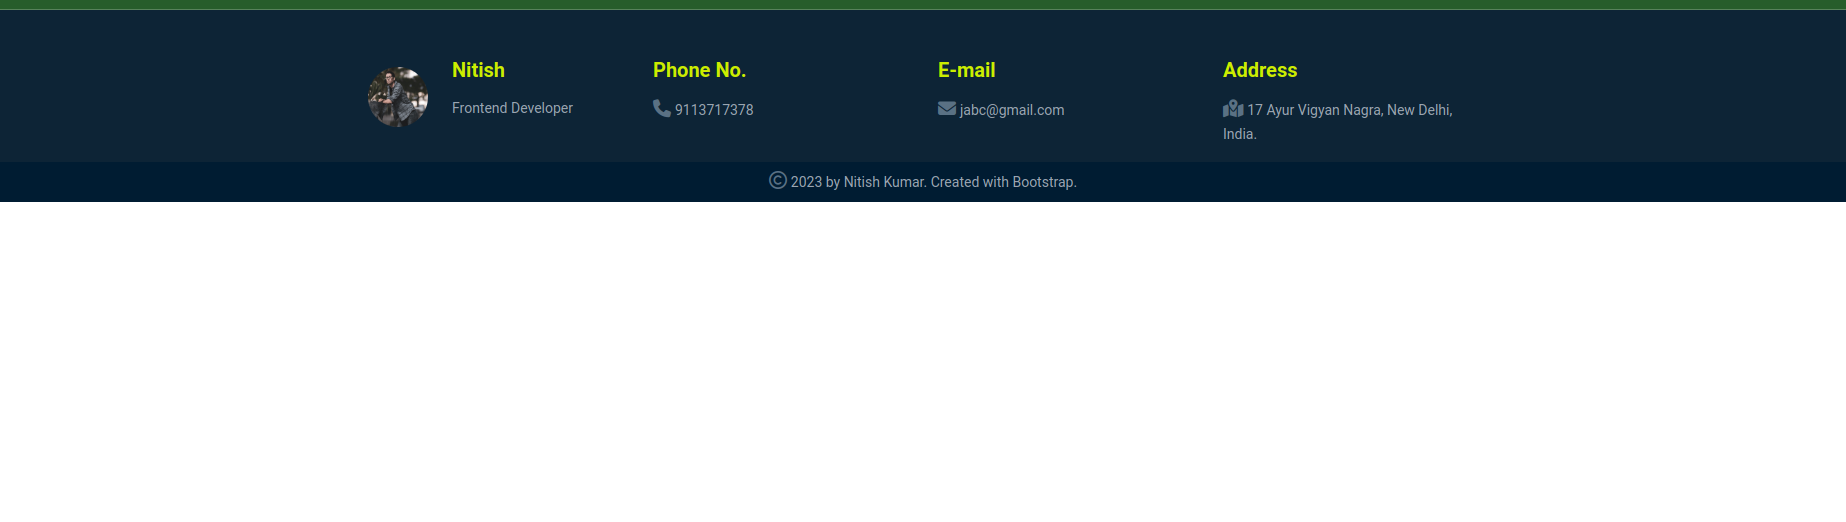 Nitish
Frontend Developer
Phone No.
9113717378
E-mail
jabc@gmail.com
Address
17 Ayur Vigyan Nagra, New Delhi,
India.
© 2023 by Nitish Kumar. Created with Bootstrap.